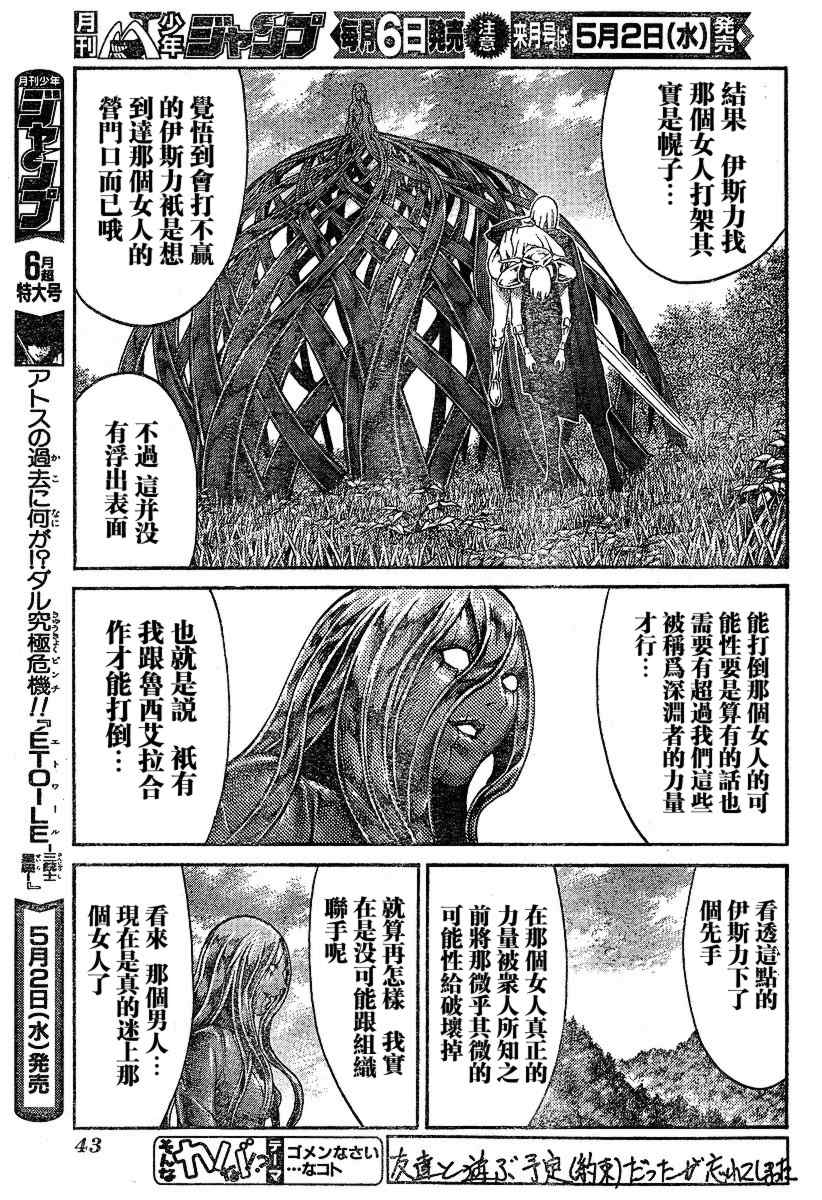 月刊少年ジャンプ 毎月6日発売 注意 来月号は 5月2日(水) 発売
月刊少年
ジャンプ
6月超
特大号
アトスの過去に何が!?ダル究極危機!!『ETOILE
5月2日(水)発売
結果 伊斯力找
那個女人打架其
實是幌子…
覺悟到會打不贏
的伊斯力衹是想
到達那個女人的
營門口而已哦
不過 這并没
有浮出表面
能打倒那個女人的可
能性要是算有的話也
需要有超過我們這些
被稱爲深淵者的力量
才行…
也就是説 衹有
我跟魯西艾拉合
作才能打倒…
看透這點的
伊斯力下了
個先手
在那個女人真正的
力量被衆人所知之
前將那微乎其微的
可能性給破壞掉
就算再怎樣 我實
在是没可能跟組織
聯手呢
看來 那個男人…
現在是真的迷上那
個女人了
43
そんな
テーマ
ゴメンなさい
…なコト
友達と遊ぶ予定(約束)だったが忘れてしまった